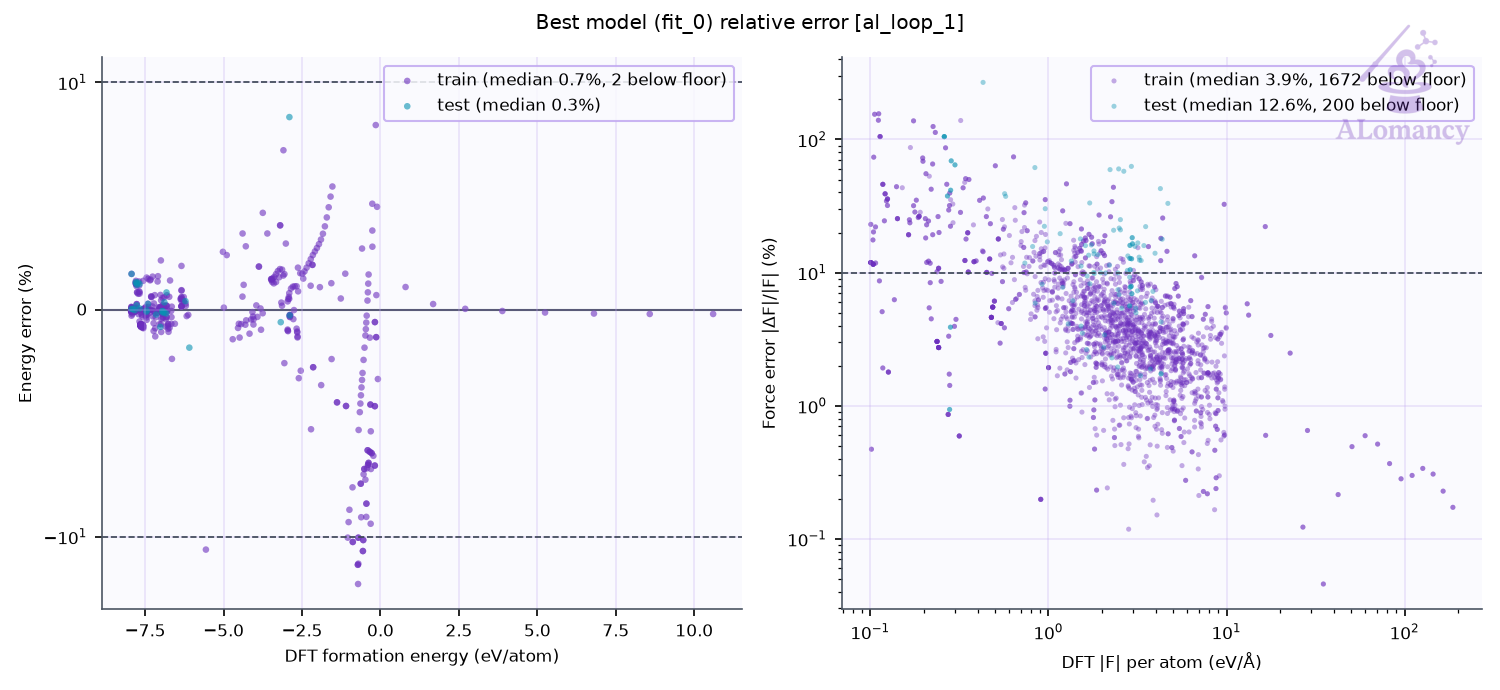 Best model (fit_0) relative error [al_loop_1]
10¹
0
−10¹
Energy error (%)
train (median 0.7%, 2 below floor)
test (median 0.3%)
−7.5 −5.0 −2.5 0.0 2.5 5.0 7.5 10.0
DFT formation energy (eV/atom)
10²
10¹
10⁰
10⁻¹
Force error |ΔF|/|F| (%)
train (median 3.9%, 1672 below floor)
test (median 12.6%, 200 below floor)
ALomancy
10⁻¹ 10⁰ 10¹ 10²
DFT |F| per atom (eV/Å)